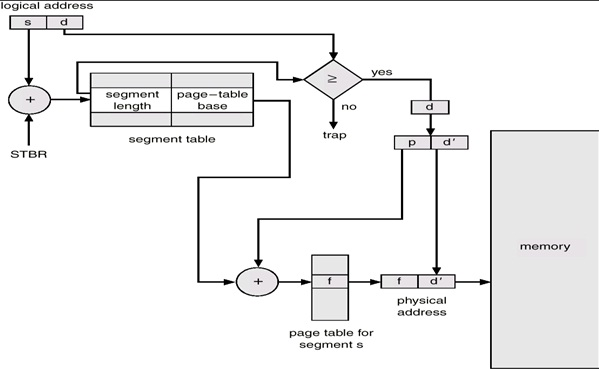 logical address
s d
+
STBR
segment length
page–table base
segment table
≥
yes
no
trap
d
p d′
+
f
page table for
segment s
f d′
physical
address
memory